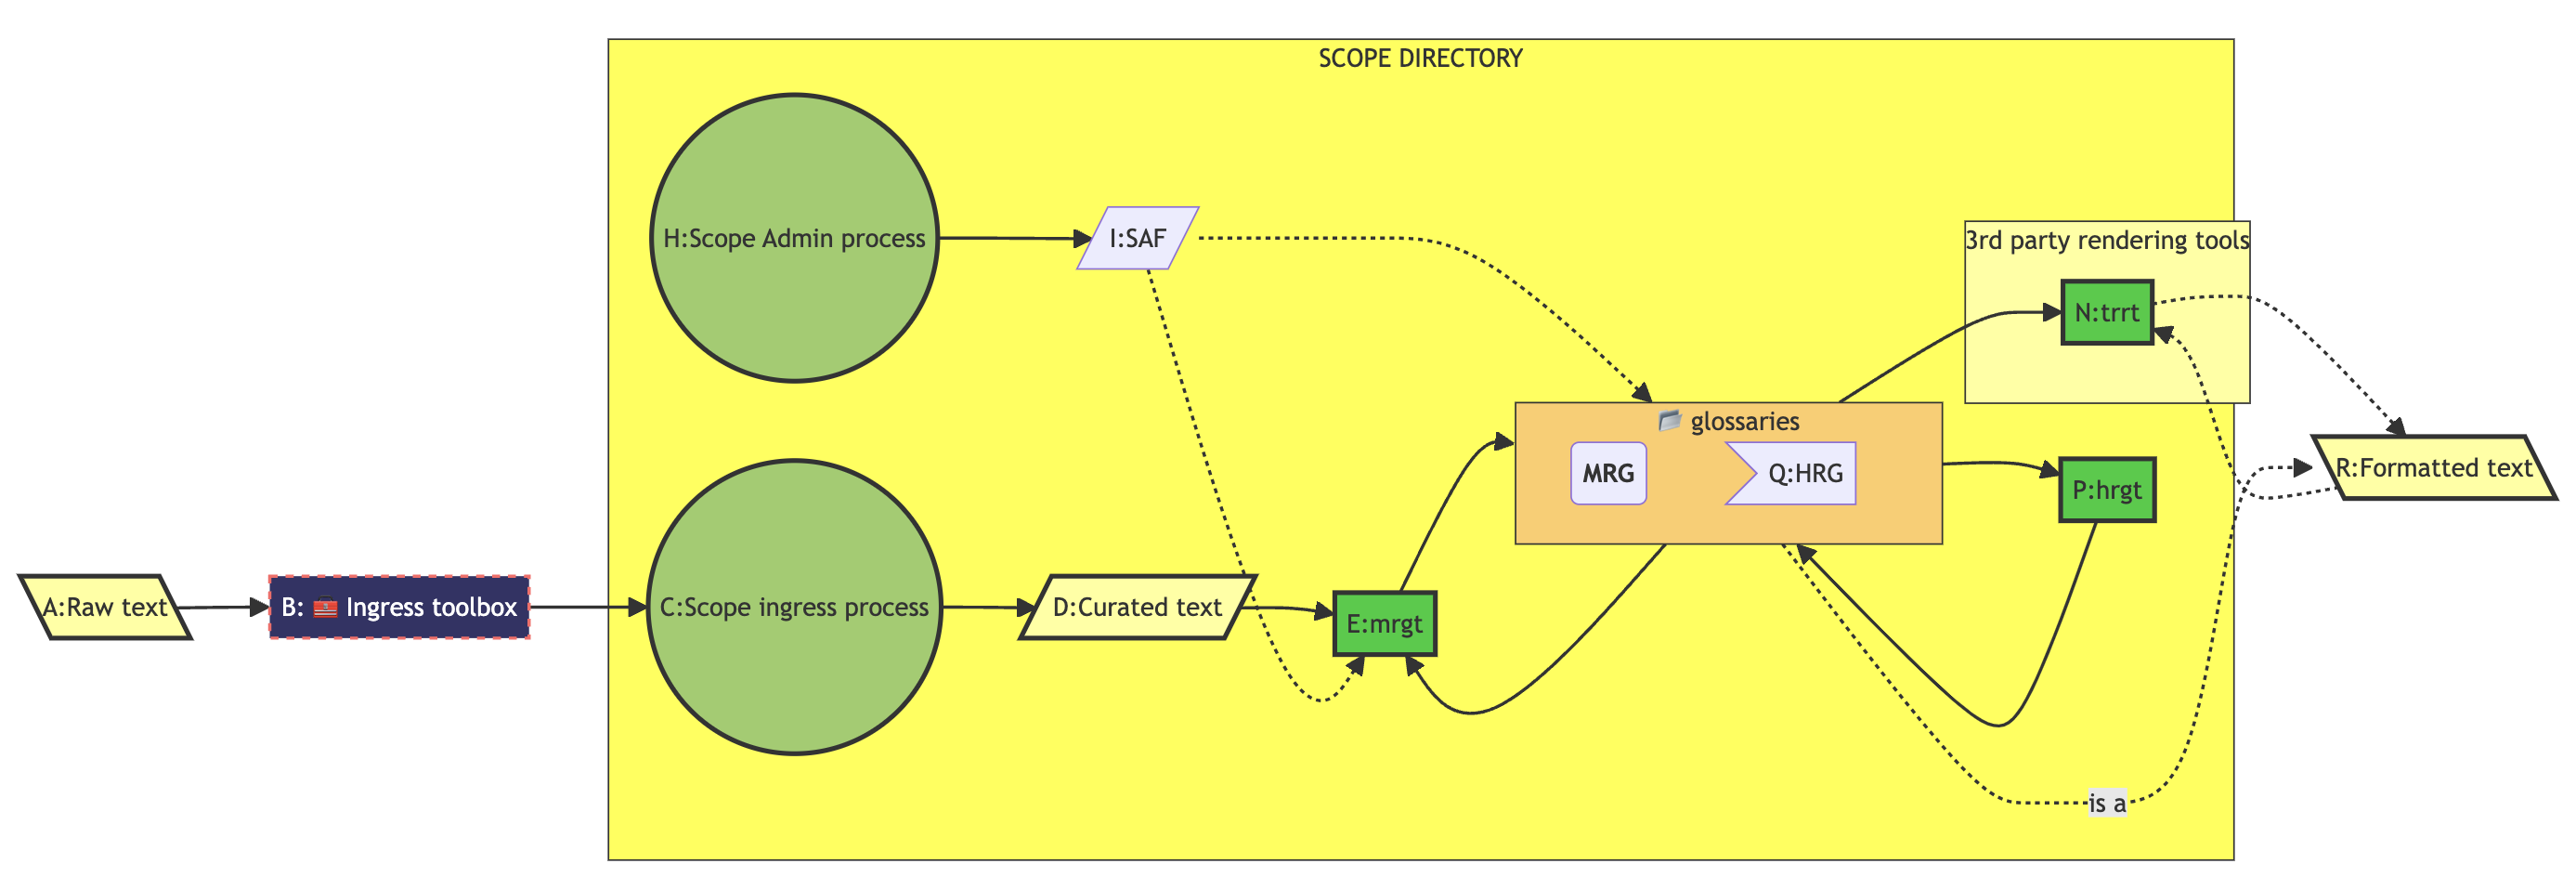 SCOPE DIRECTORY
H:Scope Admin process
I:SAF
3rd party rendering tools
N:trrt
📂 glossaries
MRG
Q:HRG
P:hrgt
R:Formatted text
A:Raw text
B: 🧰 Ingress toolbox
C:Scope ingress process
D:Curated text
E:mrgt
is a